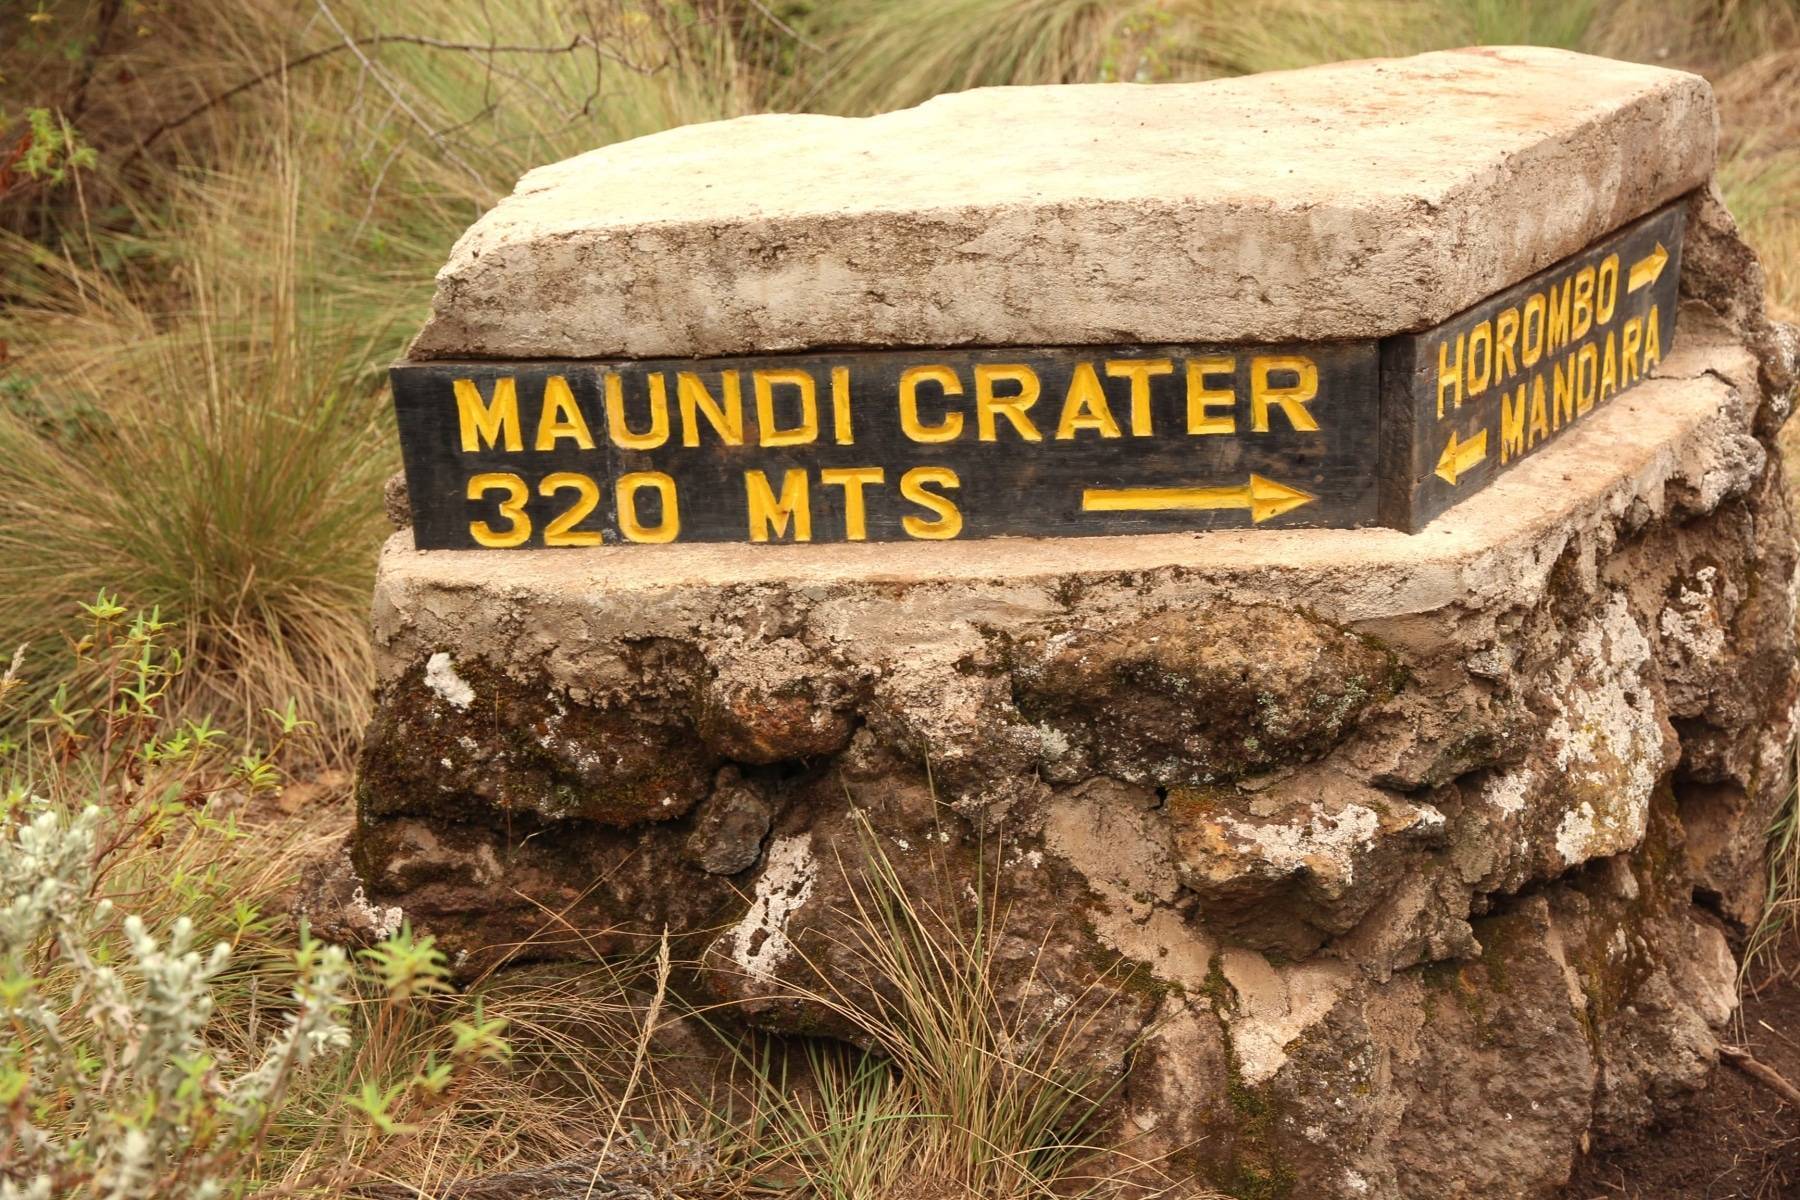 MAUNDI CRATER
320 MTS →
HOROMBO →
← MANDARA